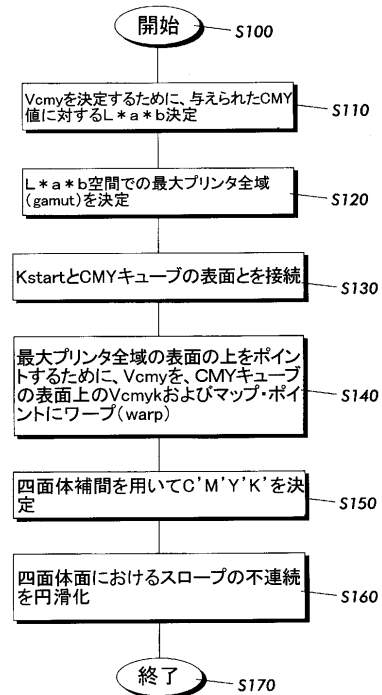 開始
S100
Vcmyを決定するために、与えられたCMY
値に対するL*a*b決定
S110
L*a*b空間での最大プリンタ全域
(gamut)を決定
S120
KstartとCMYキューブの表面とを接続
S130
最大プリンタ全域の表面の上をポイン
トするために、Vcmyを、CMYキューブ
の表面上のVcmykおよびマップ・ポイ
ントにワープ(warp)
S140
四面体補間を用いてC'M'Y'K'を決
定
S150
四面体面におけるスロープの不連続
を円滑化
S160
終了
S170